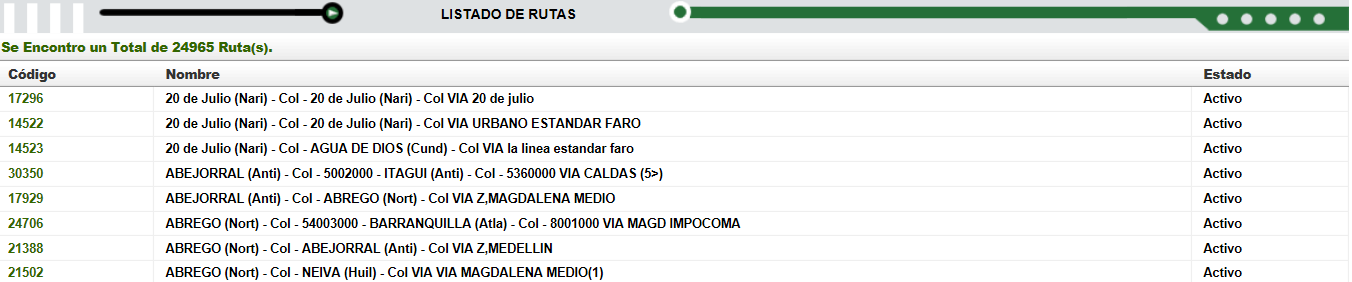 LISTADO DE RUTAS
Se Encontro un Total de 24965 Ruta(s).
Código Nombre Estado
17296 20 de Julio (Nari) - Col - 20 de Julio (Nari) - Col VIA 20 de julio Activo
14522 20 de Julio (Nari) - Col - 20 de Julio (Nari) - Col VIA URBANO ESTANDAR FARO Activo
14523 20 de Julio (Nari) - Col - AGUA DE DIOS (Cund) - Col VIA la linea estandar faro Activo
30350 ABEJORRAL (Anti) - Col - 5002000 - ITAGUI (Anti) - Col - 5360000 VIA CALDAS (5>) Activo
17929 ABEJORRAL (Anti) - Col - ABREGO (Nort) - Col VIA Z,MAGDALENA MEDIO Activo
24706 ABREGO (Nort) - Col - 54003000 - BARRANQUILLA (Atla) - Col - 8001000 VIA MAGD IMPOCOMA Activo
21388 ABREGO (Nort) - Col - ABEJORRAL (Anti) - Col VIA Z,MEDELLIN Activo
21502 ABREGO (Nort) - Col - NEIVA (Huil) - Col VIA VIA MAGDALENA MEDIO(1) Activo